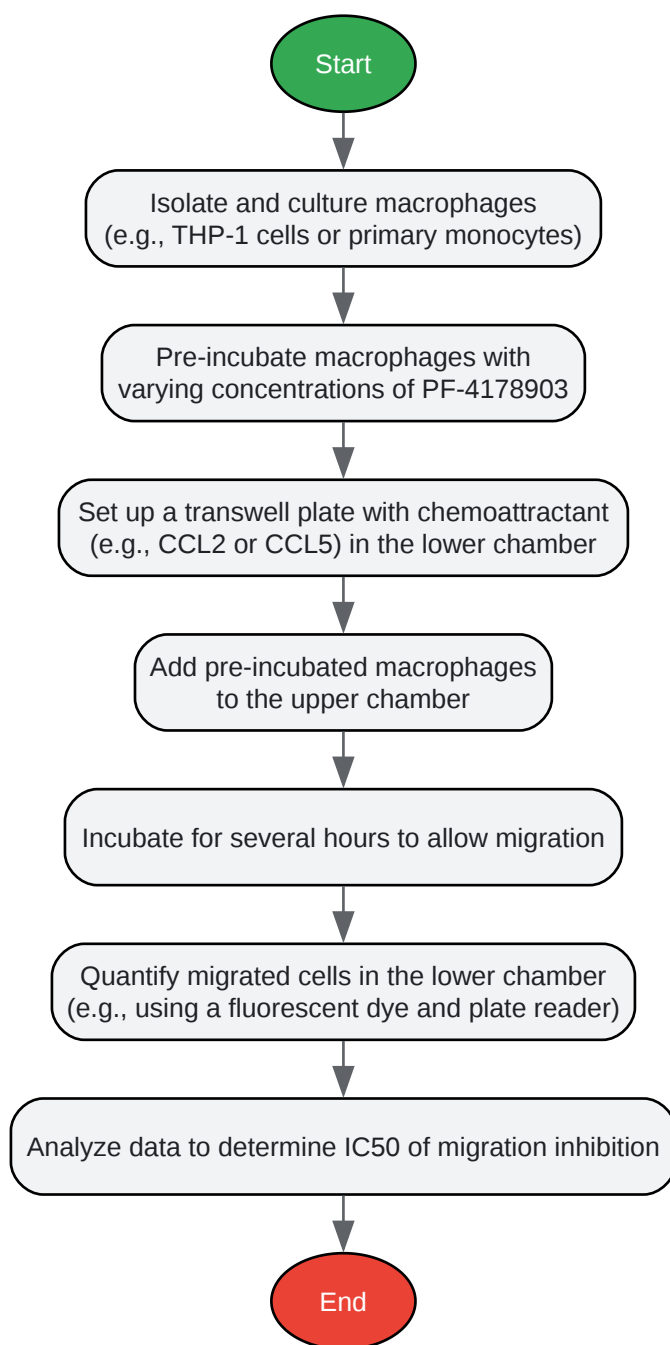 Start
Isolate and culture macrophages
(e.g., THP-1 cells or primary monocytes)
Pre-incubate macrophages with
varying concentrations of PF-4178903
Set up a transwell plate with chemoattractant
(e.g., CCL2 or CCL5) in the lower chamber
Add pre-incubated macrophages
to the upper chamber
Incubate for several hours to allow migration
Quantify migrated cells in the lower chamber
(e.g., using a fluorescent dye and plate reader)
Analyze data to determine IC50 of migration inhibition
End